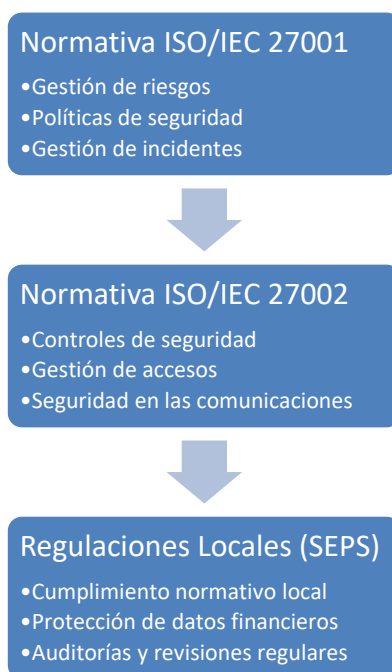 Normativa ISO/IEC 27001
•Gestión de riesgos
•Políticas de seguridad
•Gestión de incidentes
Normativa ISO/IEC 27002
•Controles de seguridad
•Gestión de accesos
•Seguridad en las comunicaciones
Regulaciones Locales (SEPS)
•Cumplimiento normativo local
•Protección de datos financieros
•Auditorías y revisiones regulares